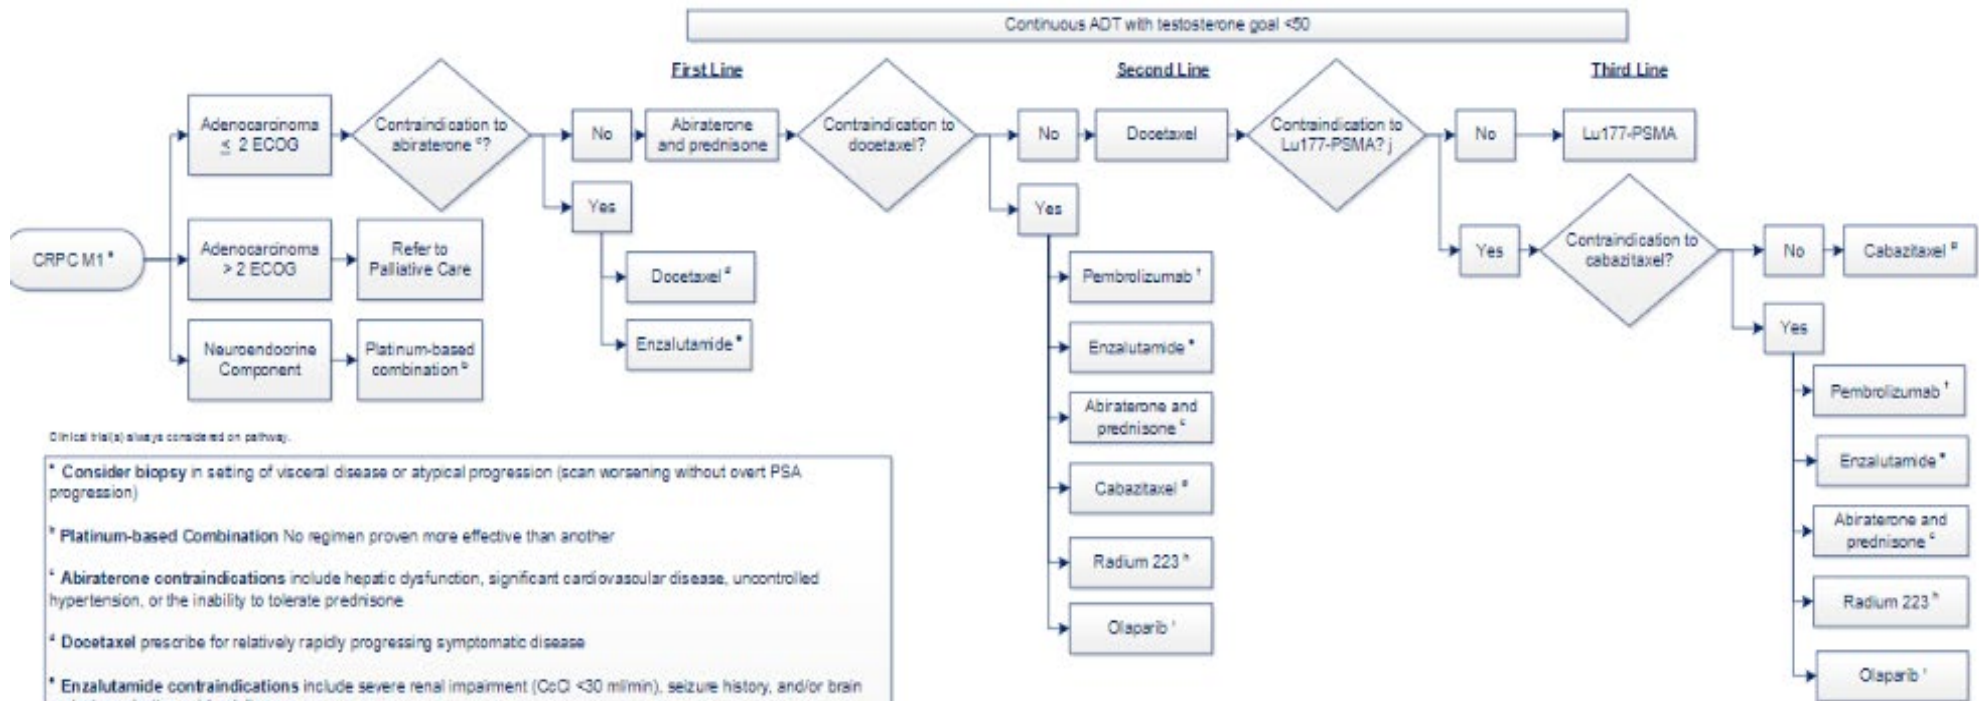 Continuous ADT with testosterone goal <50
First Line
Second Line
Third Line
CRPC M1 a
Adenocarcinoma
≤ 2 ECOG
Contraindication to
abiraterone c?
No
Abiraterone
and prednisone
Contraindication to
docetaxel?
No
Docetaxel
Contraindication to
Lu177-PSMA? j
No
Lu177-PSMA
Yes
Docetaxel d
Enzalutamide e
Adenocarcinoma
> 2 ECOG
Refer to
Palliative Care
Neuroendocrine
Component
Platinum-based
combination b
Yes
Pembrolizumab f
Enzalutamide e
Abiraterone and
prednisone c
Cabazitaxel g
Radium 223 h
Olaparib i
Yes
Contraindication to
cabazitaxel?
No
Cabazitaxel g
Yes
Pembrolizumab f
Enzalutamide e
Abiraterone and
prednisone c
Radium 223 h
Olaparib i
Clinical trial(s) always considered on pathway.
a Consider biopsy in setting of visceral disease or atypical progression (scan worsening without overt PSA
progression)
b Platinum-based Combination No regimen proven more effective than another
c Abiraterone contraindications include hepatic dysfunction, significant cardiovascular disease, uncontrolled
hypertension, or the inability to tolerate prednisone
d Docetaxel prescribe for relatively rapidly progressing symptomatic disease
e Enzalutamide contraindications include severe renal impairment (CcCl <30 ml/min), seizure history, and/or brain